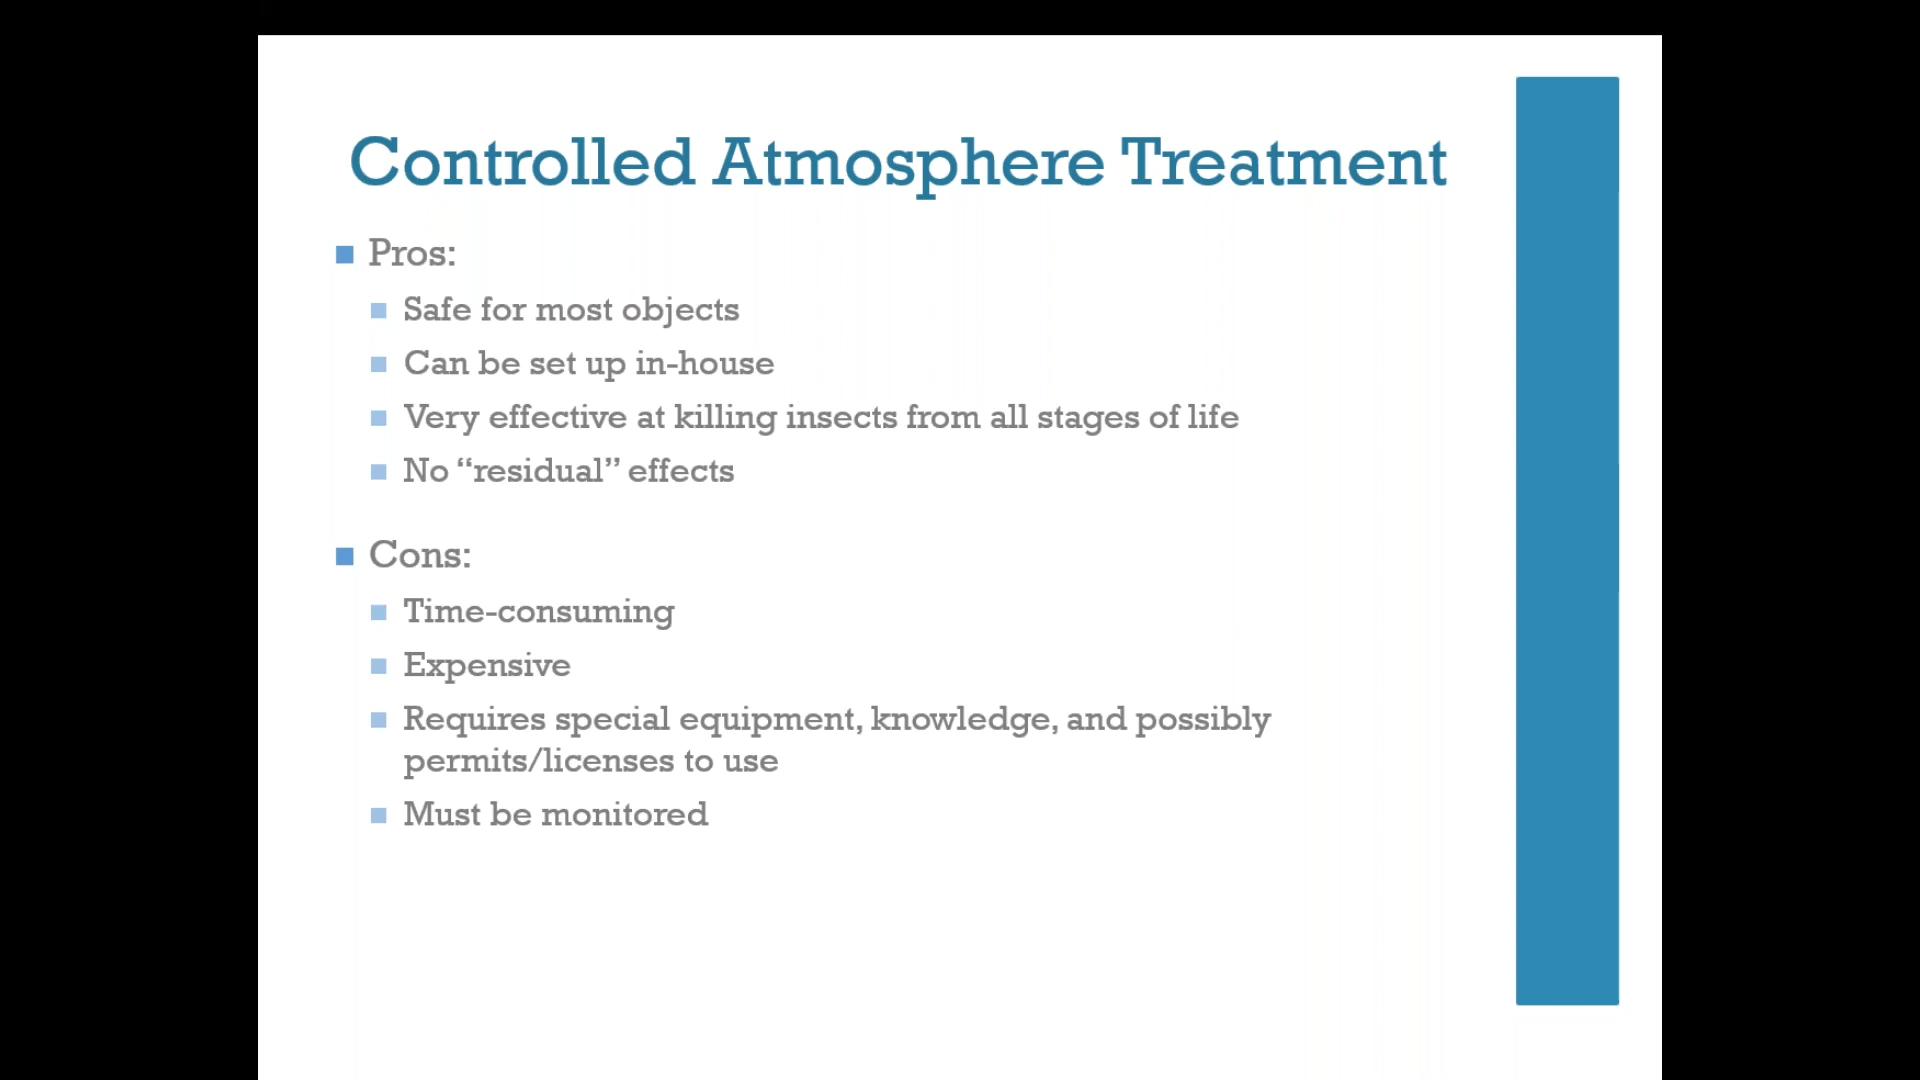 Controlled Atmosphere Treatment
Pros:
Safe for most objects
Can be set up in-house
Very effective at killing insects from all stages of life
No “residual” effects
Cons:
Time-consuming
Expensive
Requires special equipment, knowledge, and possibly
permits/licenses to use
Must be monitored